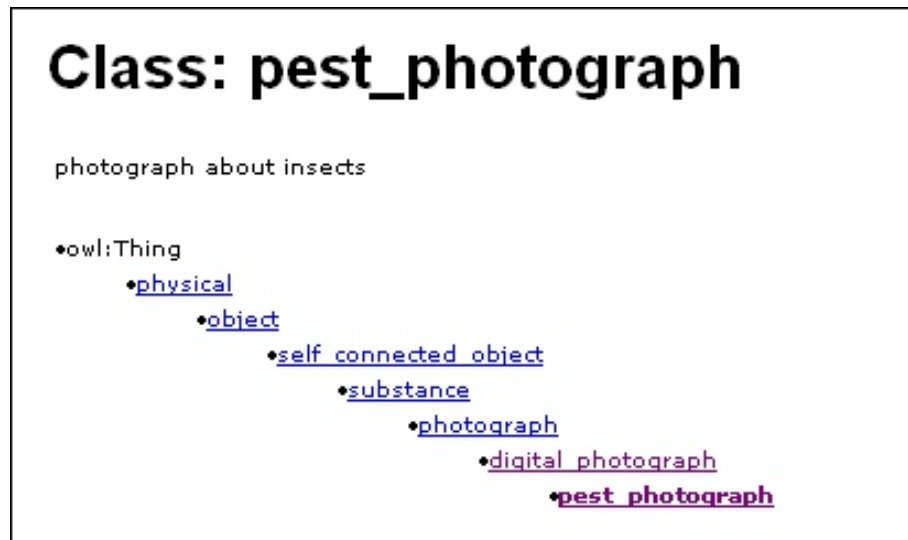 Class: pest_photograph
photograph about insects
•owl:Thing
•physical
•object
•self_connected_object
•substance
•photograph
•digital_photograph
•pest_photograph